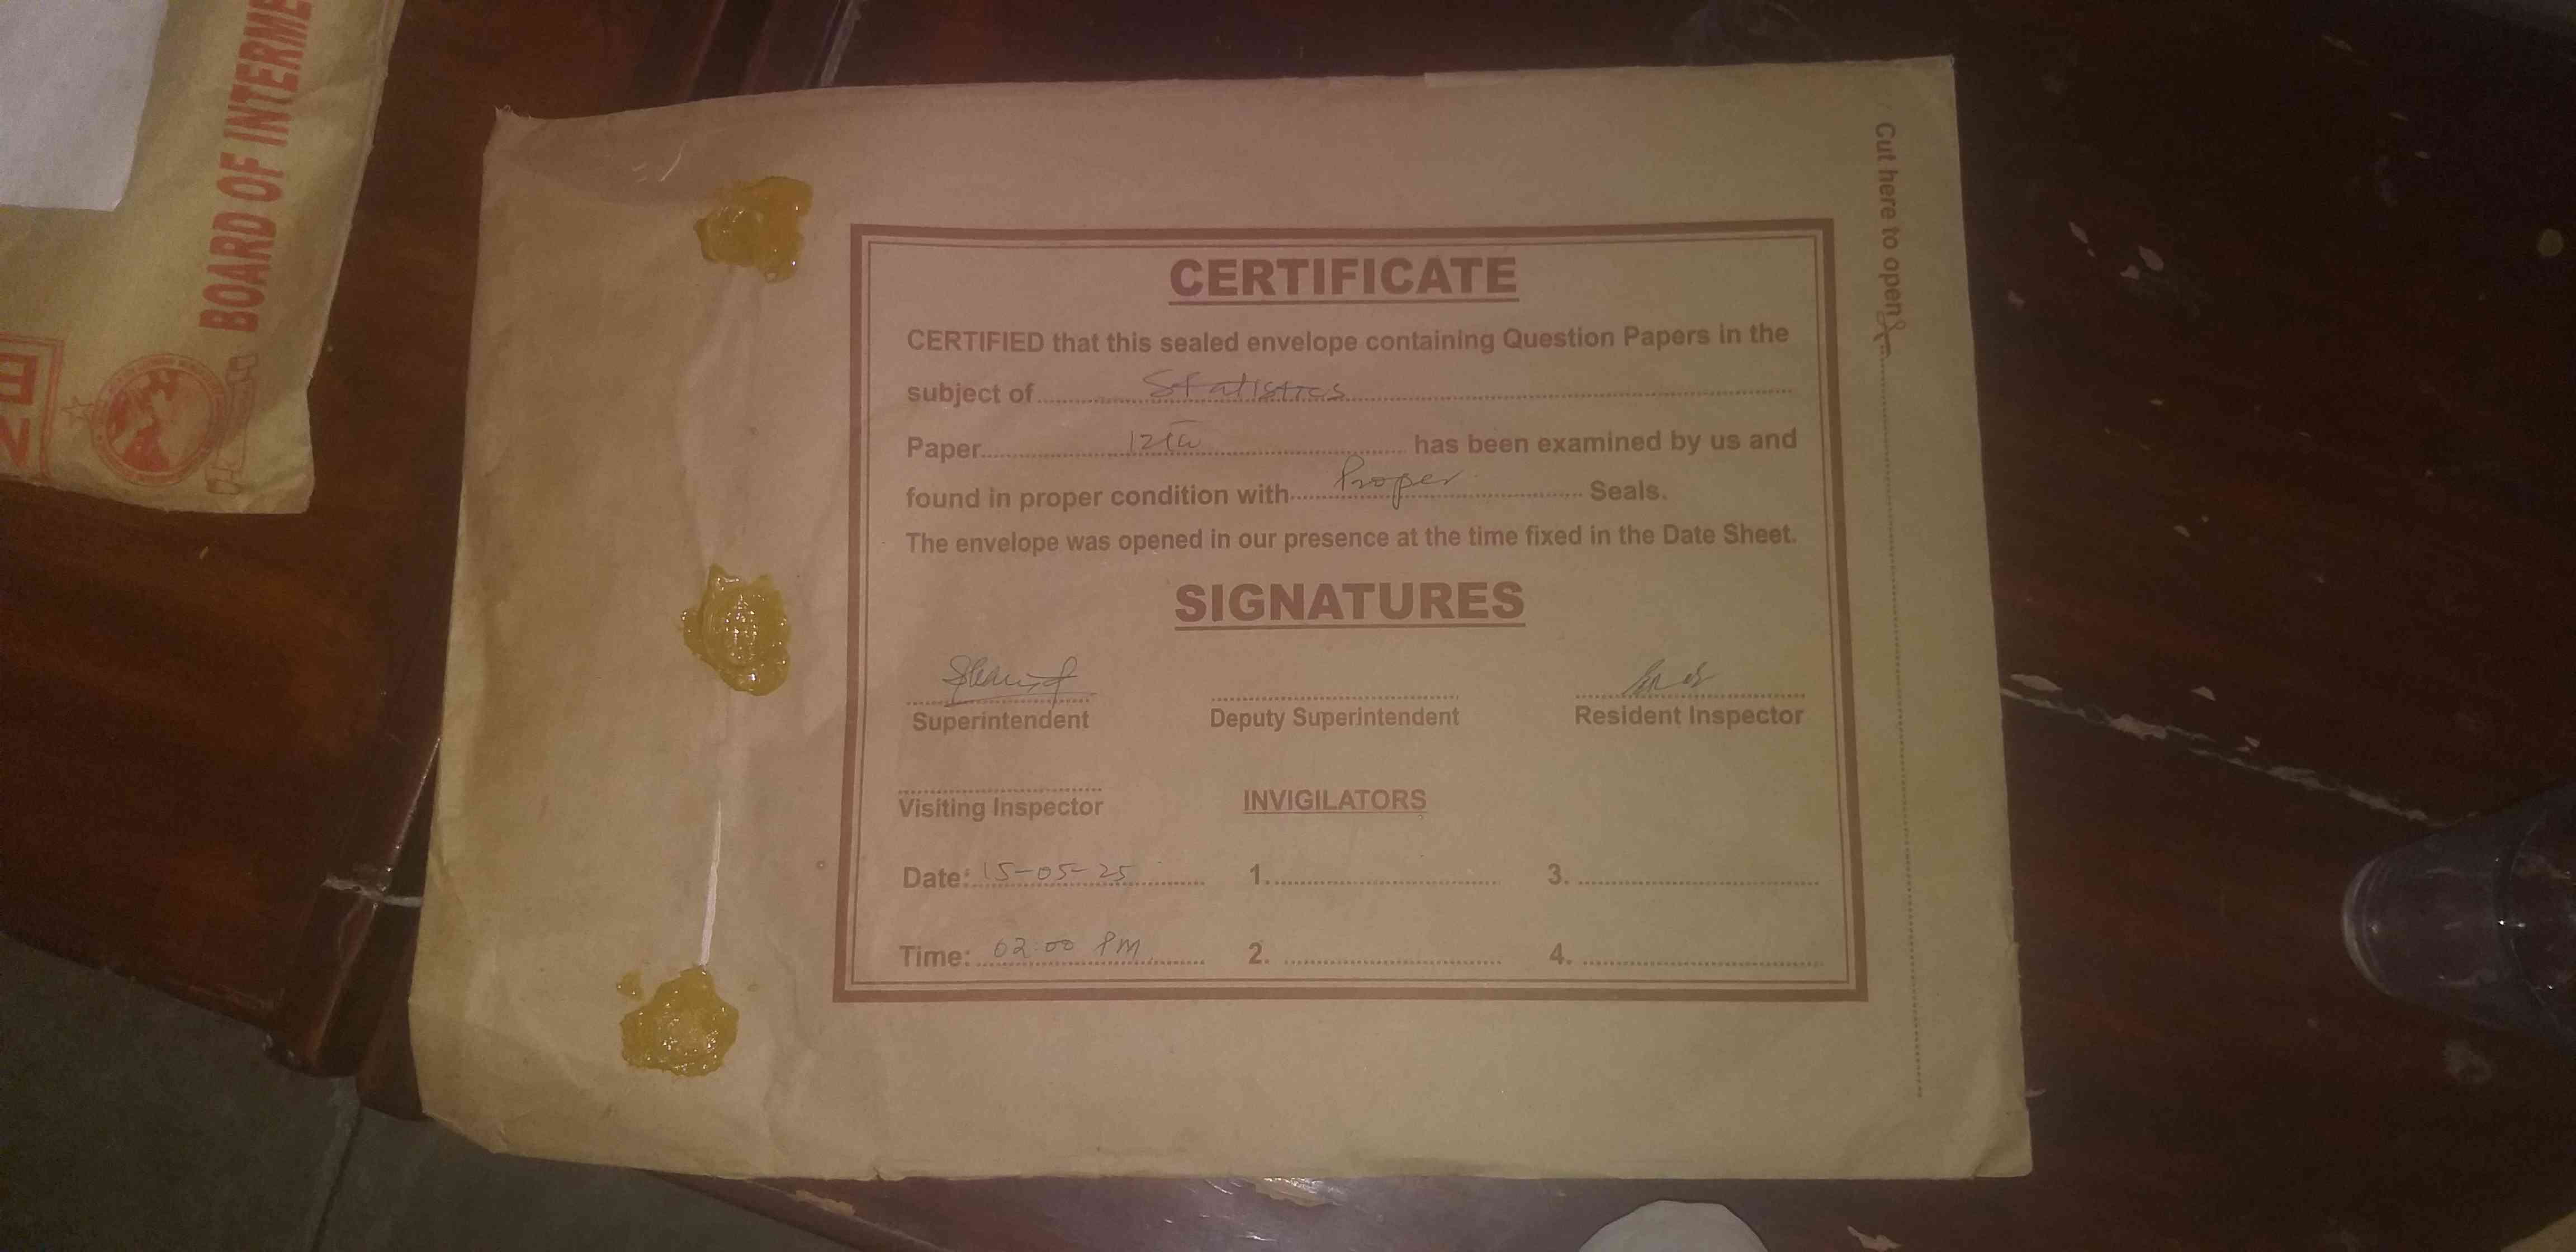 BOARD OF INTERME
Cut here to open
CERTIFICATE
CERTIFIED that this sealed envelope containing Question Papers in the
subject of Statistics
Paper 12th has been examined by us and
found in proper condition with Proper Seals.
The envelope was opened in our presence at the time fixed in the Date Sheet.
SIGNATURES
Superintendent Deputy Superintendent Resident Inspector
Visiting Inspector INVIGILATORS
Date: 15-05-25 1. 3.
Time: 02:00 PM 2. 4.